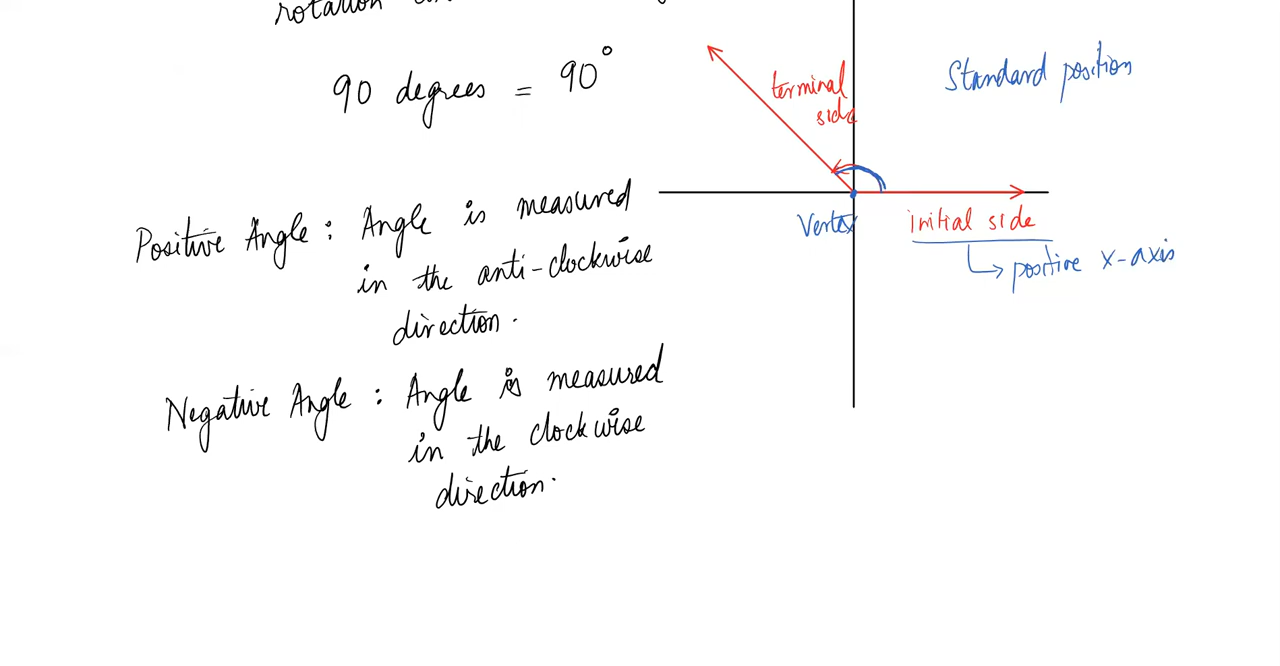 rotation
90 degrees = 90°
Positive Angle : Angle is measured
in the anti-clockwise
direction.
Negative Angle : Angle is measured
in the clockwise
direction.
Standard position
terminal
side
Vertex
initial side
positive x-axis